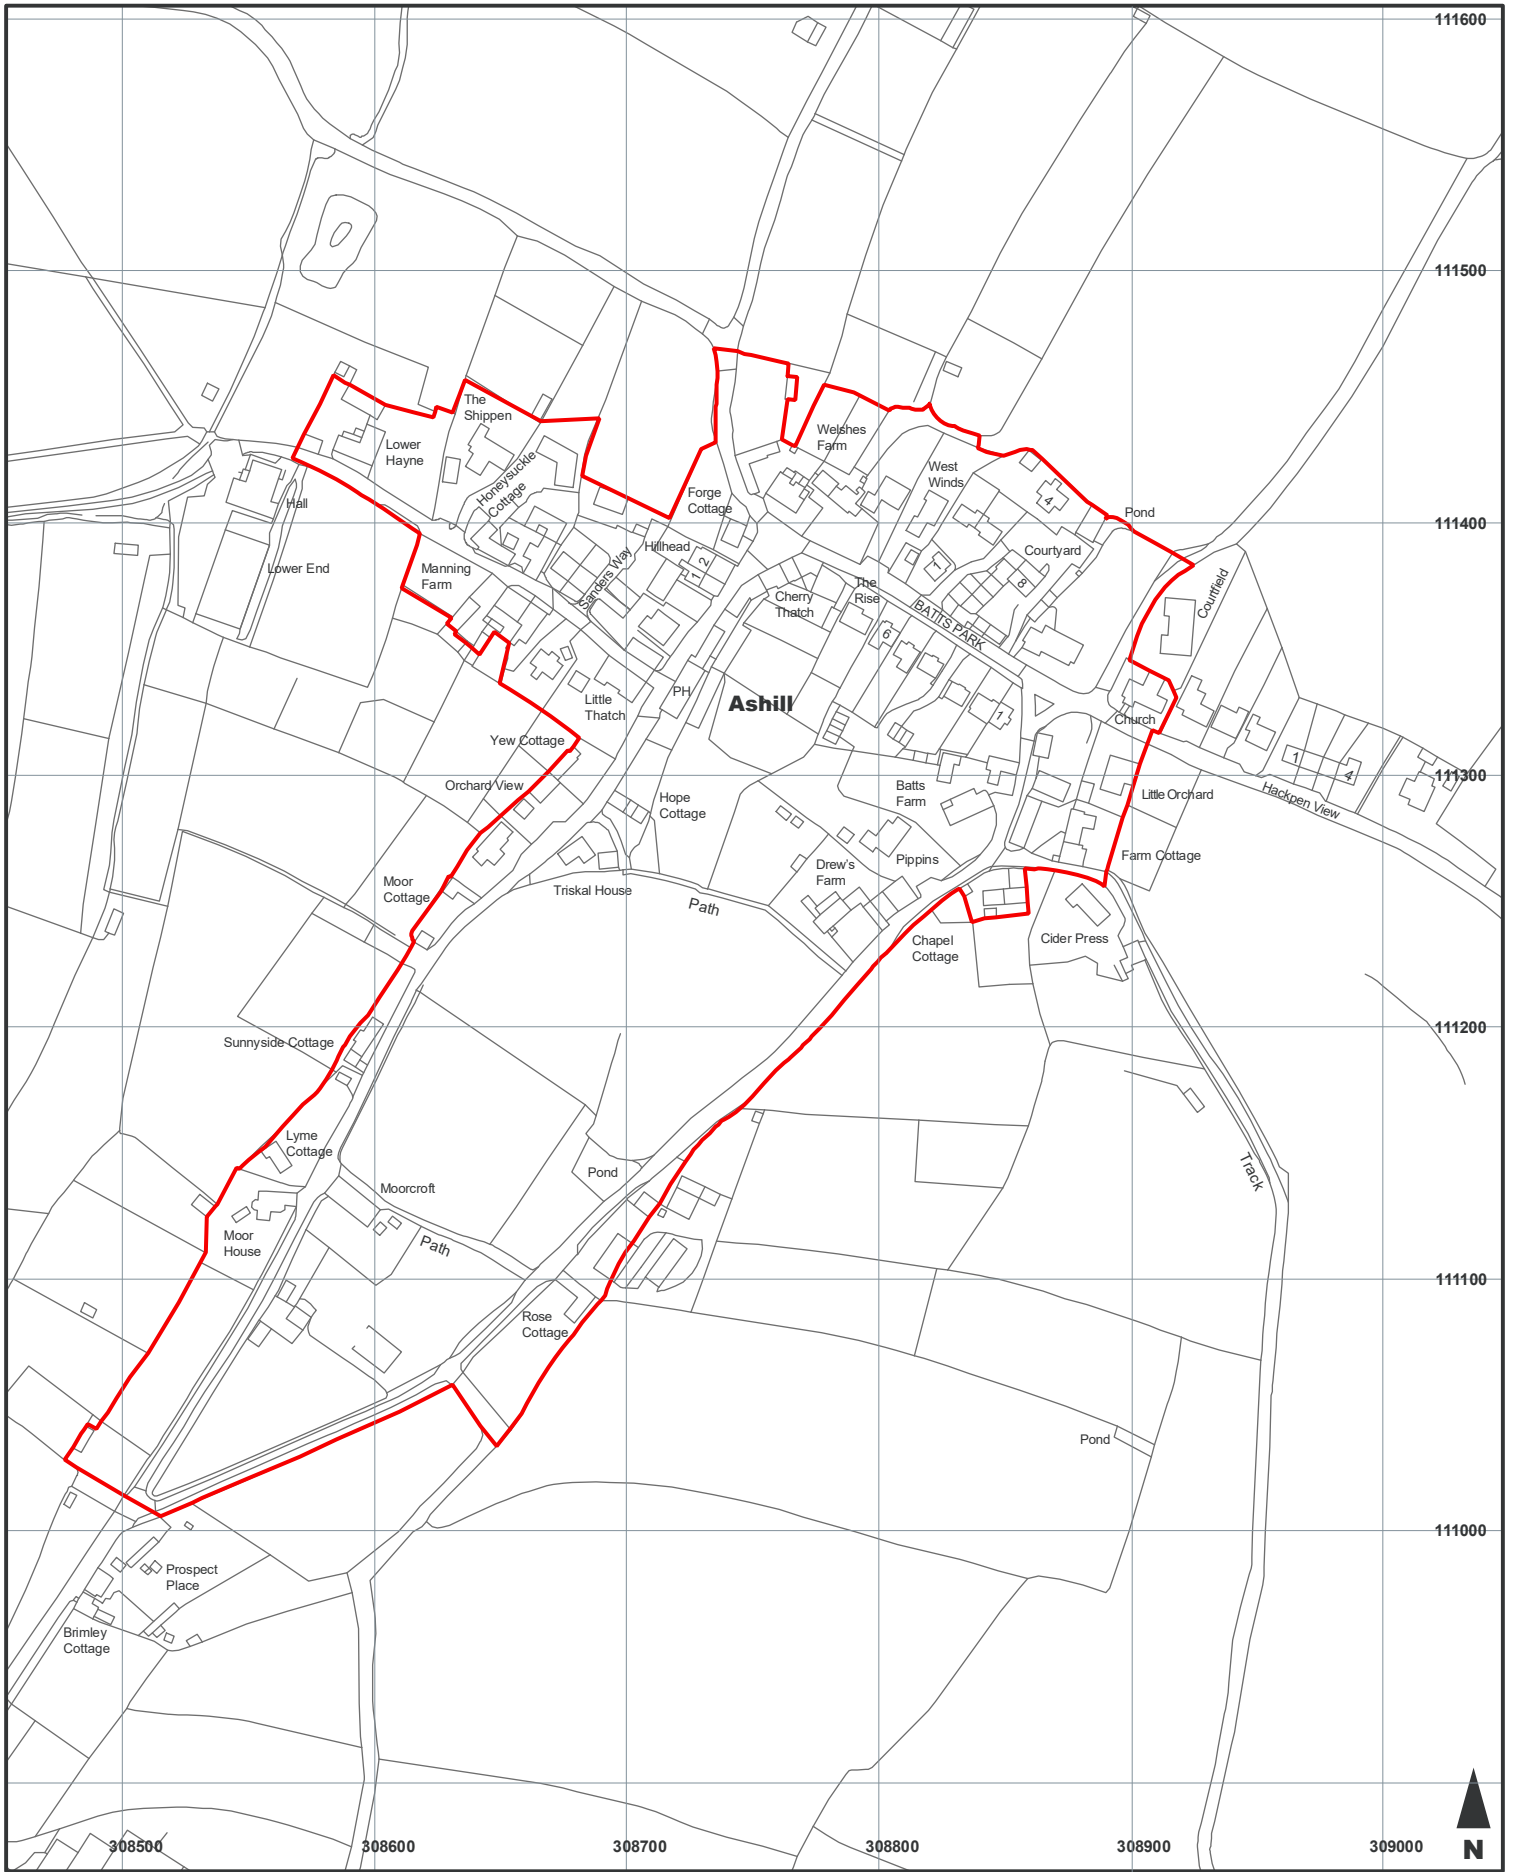 111600
111500
The
Shippen
Welshes
Farm
Lower
Hayne
West
Winds
Honeysuckle
Cottage
Hall
Forge
Cottage
4
Pond
111400
Hillhead
Courtyard
Lower End
Manning
Farm
Sanders Way
1 2
1
The
Rise
8
Cherry
Thatch
Courtfield
BATTS PARK
6
PH
Little
Thatch
Ashill
1
Church
Yew Cottage
1
4
111300
Orchard View
Hope
Cottage
Batts
Farm
Little Orchard
Hackpen View
Pippins
Farm Cottage
Drew's
Farm
Moor
Cottage
Triskal House
Path
Chapel
Cottage
Cider Press
111200
Sunnyside Cottage
Lyme
Cottage
Pond
Track
Moorcroft
Moor
House
Path
111100
Rose
Cottage
Pond
111000
Prospect
Place
Brimley
Cottage
308500
308600
308700
308800
308900
309000
N